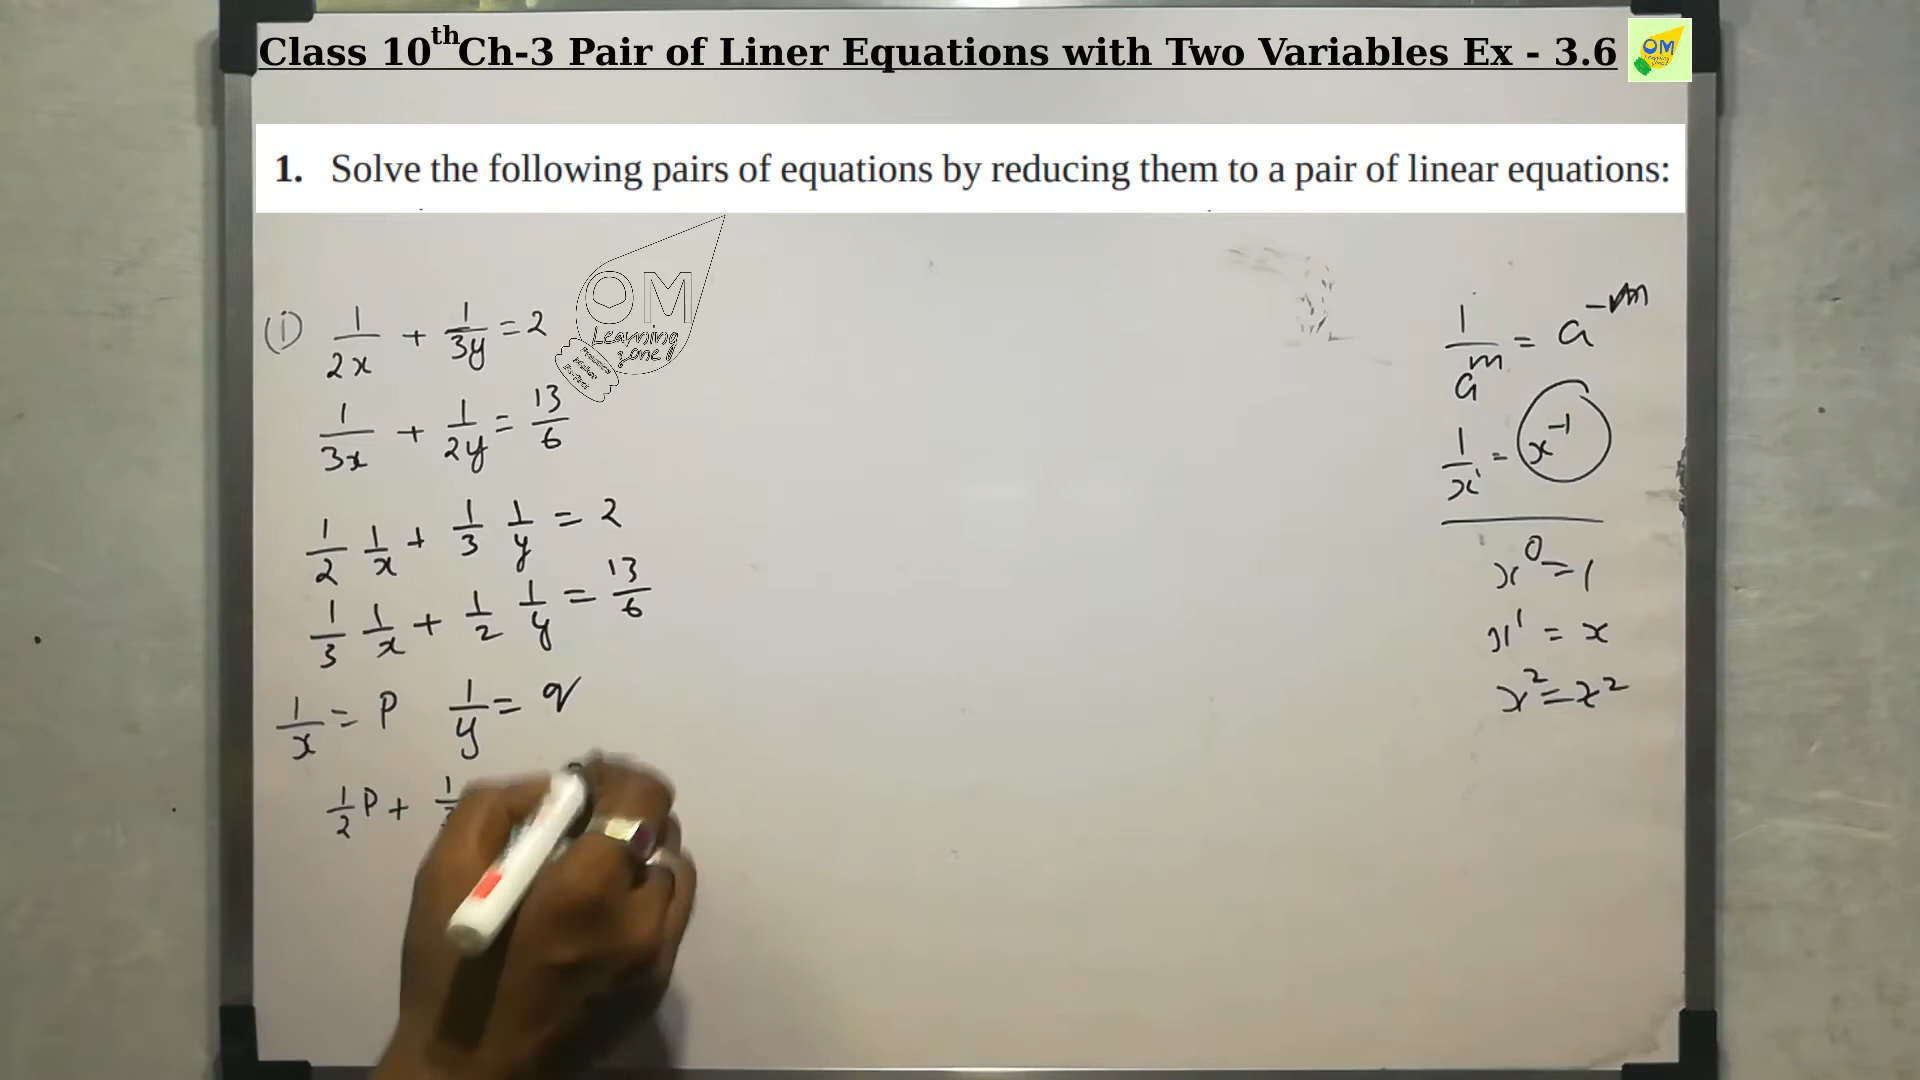 Class 10th Ch-3 Pair of Liner Equations with Two Variables Ex - 3.6
OM
Learning
zone
1. Solve the following pairs of equations by reducing them to a pair of linear equations:
OM
Learning
zone
(i) 1/2x + 1/3y = 2
1/3x + 1/2y = 13/6
1/2 1/x + 1/3 1/y = 2
1/3 1/x + 1/2 1/y = 13/6
1/x = P 1/y = q
1/2 P +
1/a^m = a^-m
1/x^1 = x^-1
x^0 = 1
x^1 = x
x^2 = x^2